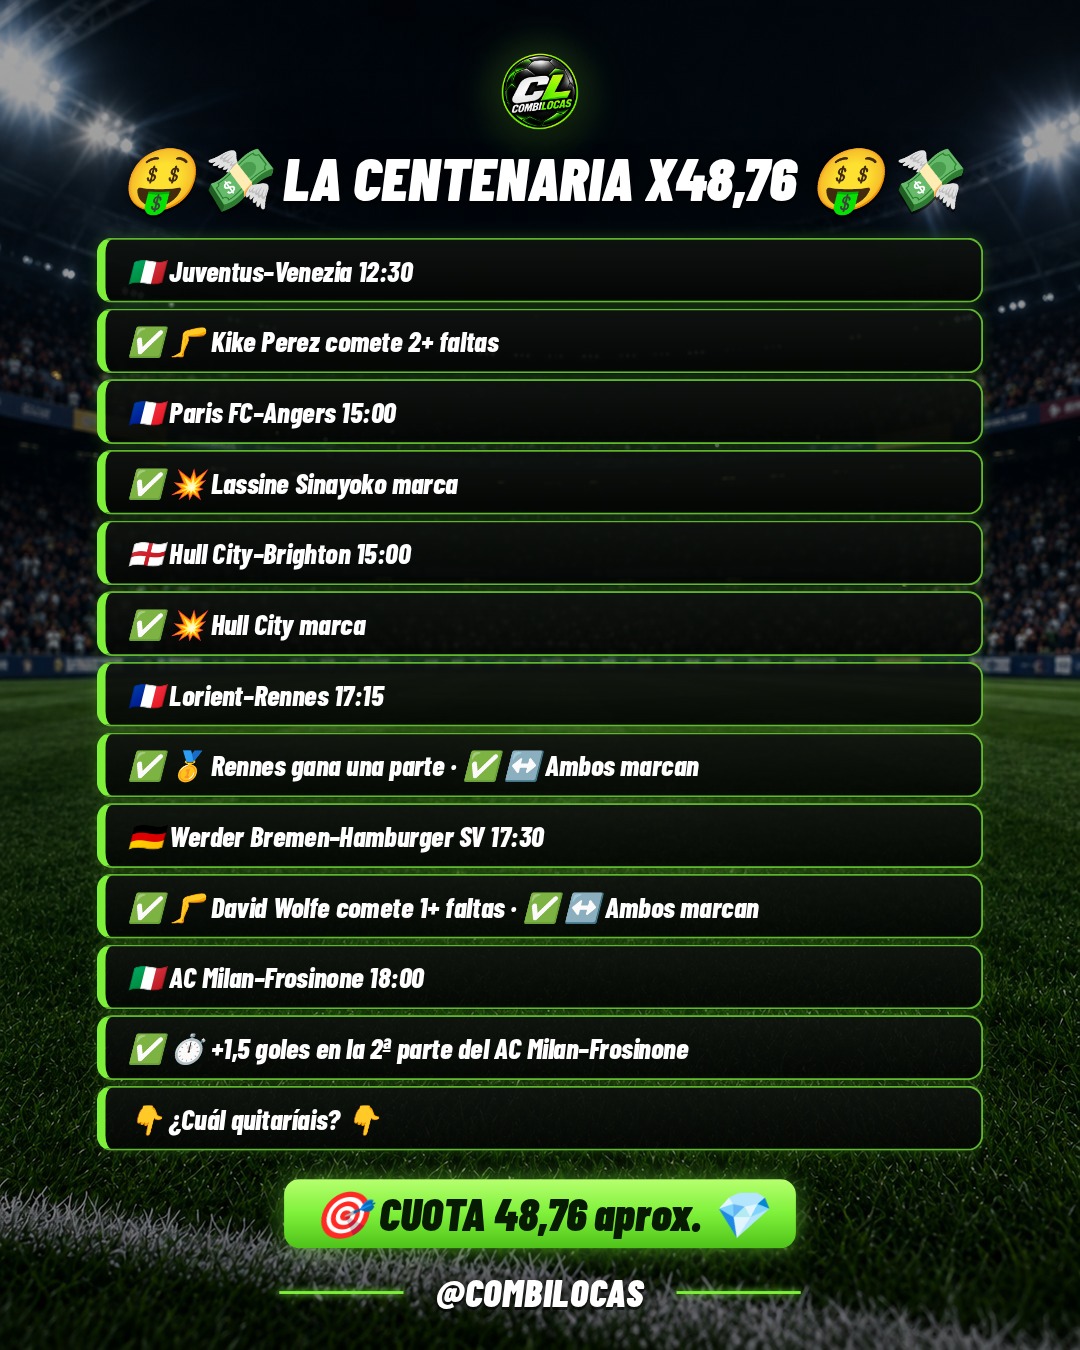 CL
COMBILOCAS
🤑💸 LA CENTENARIA X48,76 🤑💸
🇮🇹 Juventus–Venezia 12:30
✅ 🦵 Kike Perez comete 2+ faltas
🇫🇷 Paris FC–Angers 15:00
✅ 💥 Lassine Sinayoko marca
🏴󠁧󠁢󠁥󠁮󠁧󠁿 Hull City–Brighton 15:00
✅ 💥 Hull City marca
🇫🇷 Lorient–Rennes 17:15
✅ 🥇 Rennes gana una parte · ✅ ↔️ Ambos marcan
🇩🇪 Werder Bremen–Hamburger SV 17:30
✅ 🦵 David Wolfe comete 1+ faltas · ✅ ↔️ Ambos marcan
🇮🇹 AC Milan–Frosinone 18:00
✅ ⏱️ +1,5 goles en la 2ª parte del AC Milan–Frosinone
👇 ¿Cuál quitaríais? 👇
🎯 CUOTA 48,76 aprox. 💎
@COMBILOCAS